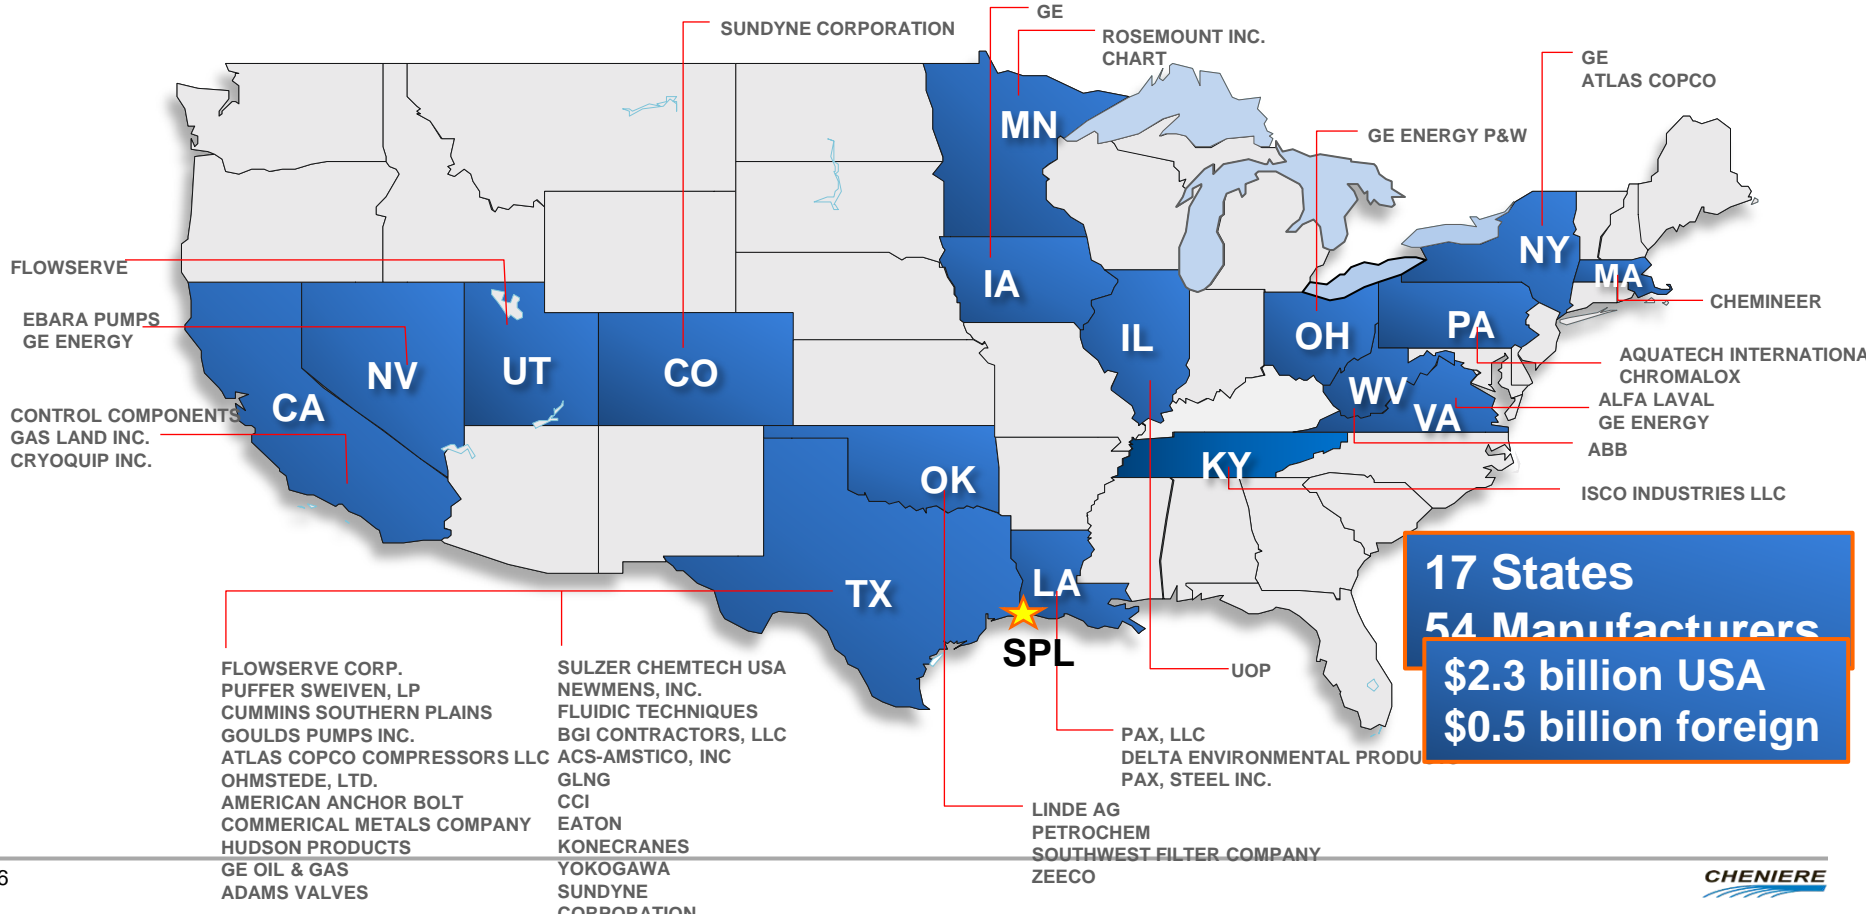 SUNDYNE CORPORATION
GE
ROSEMOUNT INC.
CHART
GE
ATLAS COPCO
GE ENERGY P&W
FLOWSERVE
EBARA PUMPS
GE ENERGY
CONTROL COMPONENTS
GAS LAND INC.
CRYOQUIP INC.
MN
IA
IL
OH
NY
MA
PA
WV
VA
KY
CA
NV
UT
CO
OK
TX
LA
SPL
CHEMINEER
AQUATECH INTERNATIONA
CHROMALOX
ALFA LAVAL
GE ENERGY
ABB
ISCO INDUSTRIES LLC
UOP
17 States
54 Manufacturers
$2.3 billion USA
$0.5 billion foreign
PAX, LLC
DELTA ENVIRONMENTAL PRODU
PAX, STEEL INC.
LINDE AG
PETROCHEM
SOUTHWEST FILTER COMPANY
ZEECO
FLOWSERVE CORP.
PUFFER SWEIVEN, LP
CUMMINS SOUTHERN PLAINS
GOULDS PUMPS INC.
ATLAS COPCO COMPRESSORS LLC
OHMSTEDE, LTD.
AMERICAN ANCHOR BOLT
COMMERICAL METALS COMPANY
HUDSON PRODUCTS
GE OIL & GAS
ADAMS VALVES
SULZER CHEMTECH USA
NEWMENS, INC.
FLUIDIC TECHNIQUES
BGI CONTRACTORS, LLC
ACS-AMSTICO, INC
GLNG
CCI
EATON
KONECRANES
YOKOGAWA
SUNDYNE
CORPORATION
6
CHENIERE